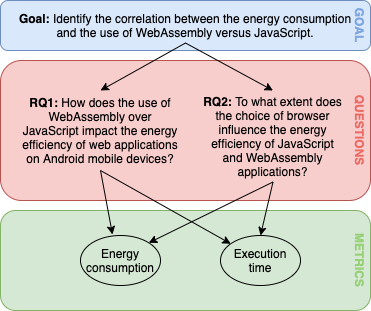 Goal: Identify the correlation between the energy consumption
and the use of WebAssembly versus JavaScript.
GOAL
RQ1: How does the use of
WebAssembly over
JavaScript impact the energy
efficiency of web applications
on Android mobile devices?
RQ2: To what extent does
the choice of browser
influence the energy
efficiency of JavaScript
and WebAssembly
applications?
QUESTIONS
Energy
consumption
Execution
time
METRICS